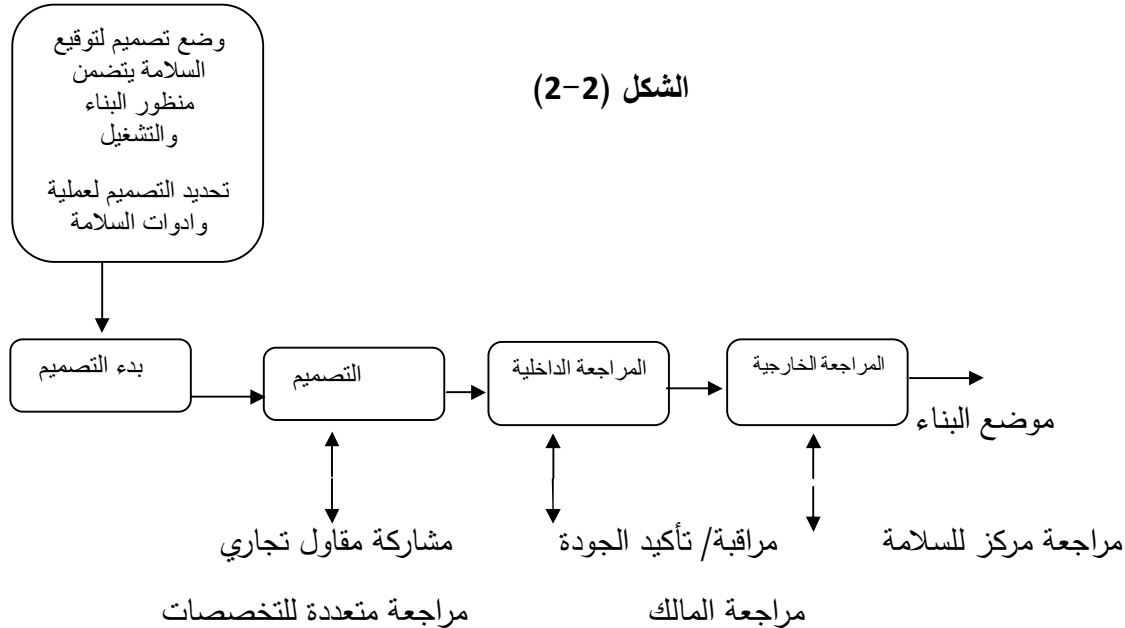 وضع تصميم لتوقيع
السلامة يتضمن
منظور البناء
والتشغيل
تحديد التصميم لعملية
وادوات السلامة
الشكل (2-2)
بدء التصميم
التصميم
المراجعة الداخلية
المراجعة الخارجية
موضع البناء
مشاركة مقاول تجاري
مراجعة متعددة للتخصصات
مراقبة/ تأكيد الجودة
مراجعة المالك
مراجعة مركز للسلامة